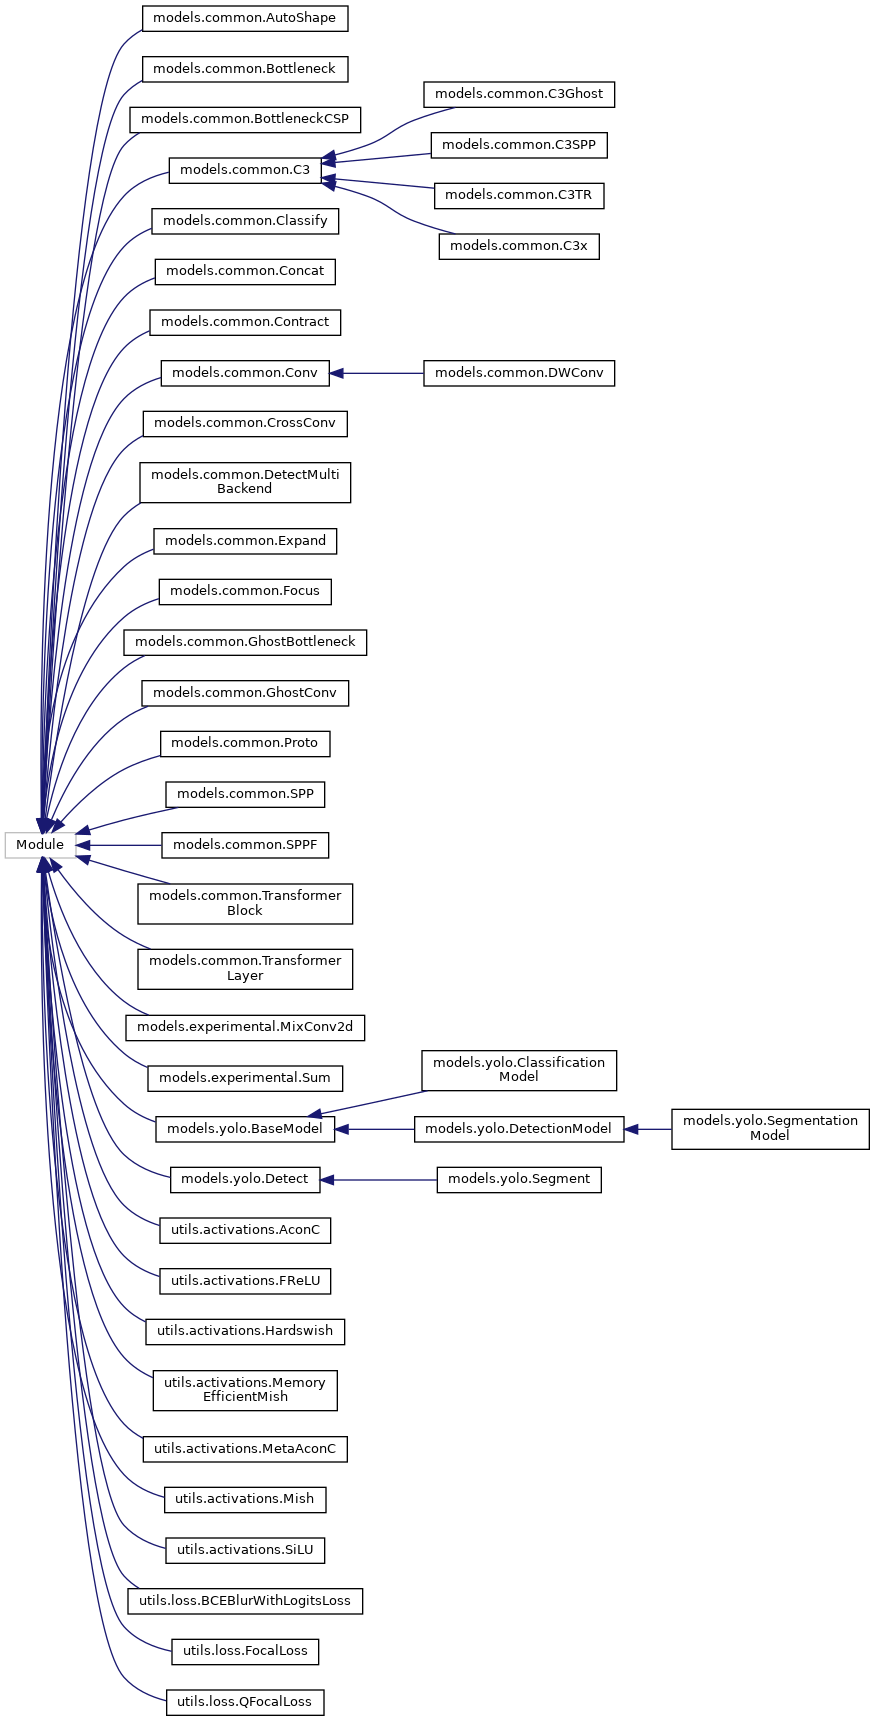 models.common.AutoShape
models.common.Bottleneck
models.common.BottleneckCSP
models.common.C3
models.common.C3Ghost
models.common.C3SPP
models.common.C3TR
models.common.C3x
models.common.Classify
models.common.Concat
models.common.Contract
models.common.Conv
models.common.DWConv
models.common.CrossConv
models.common.DetectMulti
Backend
models.common.Expand
models.common.Focus
models.common.GhostBottleneck
models.common.GhostConv
models.common.Proto
models.common.SPP
Module
models.common.SPPF
models.common.Transformer
Block
models.common.Transformer
Layer
models.experimental.MixConv2d
models.experimental.Sum
models.yolo.BaseModel
models.yolo.Classification
Model
models.yolo.DetectionModel
models.yolo.Segmentation
Model
models.yolo.Detect
models.yolo.Segment
utils.activations.AconC
utils.activations.FReLU
utils.activations.Hardswish
utils.activations.Memory
EfficientMish
utils.activations.MetaAconC
utils.activations.Mish
utils.activations.SiLU
utils.loss.BCEBlurWithLogitsLoss
utils.loss.FocalLoss
utils.loss.QFocalLoss